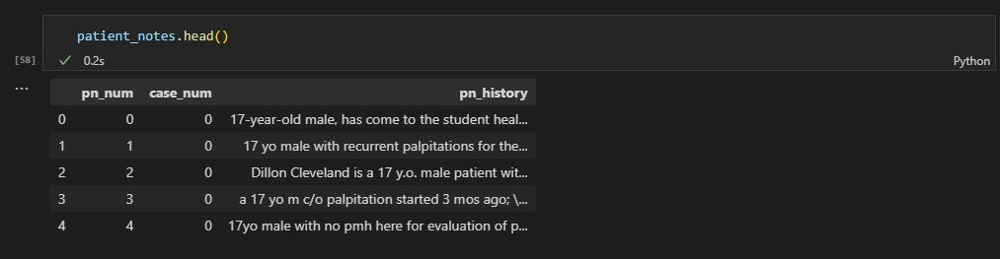 patient_notes.head()
[58] 0.2s Python
...
pn_num case_num pn_history
0 0 0 17-year-old male, has come to the student heal...
1 1 0 17 yo male with recurrent palpitations for the...
2 2 0 Dillon Cleveland is a 17 y.o. male patient wit...
3 3 0 a 17 yo m c/o palpitation started 3 mos ago; \...
4 4 0 17yo male with no pmh here for evaluation of p...